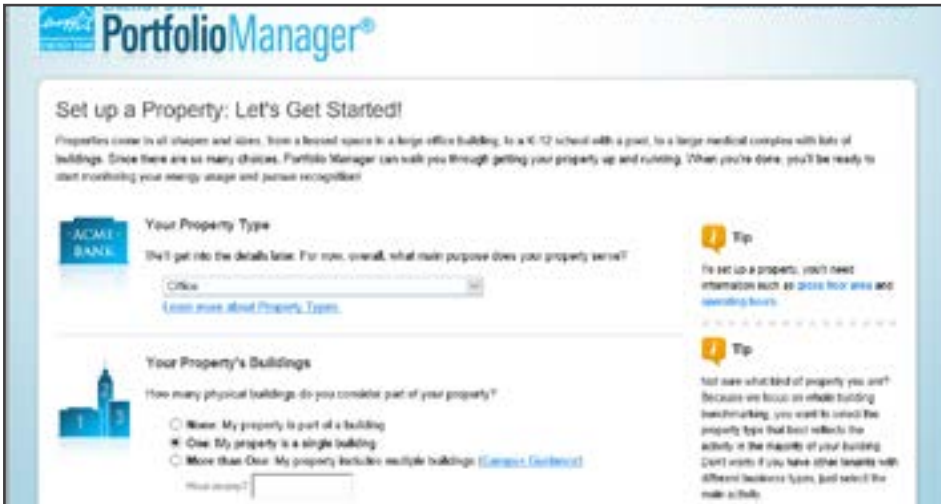 PortfolioManager®
Set up a Property: Let's Get Started!
Properties come in all shapes and sizes, from a leased space in a large office building, to a K-12 school with a pool, to a large medical complex with lots of
buildings. Since there are so many choices, Portfolio Manager can walk you through getting your property up and running. When you're done, you'll be ready to
start monitoring your energy usage and pursue recognition!
ACME
BANK
Your Property Type
We'll get into the details later. For now, overall, what main purpose does your property serve?
Office
Learn more about Property Types.
Tip
To set up a property, you'll need
information such as gross floor area and
operating hours.
2
1 3
Your Property's Buildings
How many physical buildings do you consider part of your property?
None: My property is part of a building
One: My property is a single building
More than One: My property includes multiple buildings (Campus Guidance)
How many?
Tip
Not sure what kind of property you are?
Because we focus on whole building
benchmarking, you want to select the
property type that best reflects the
activity in the majority of your building.
Don't worry if you have other tenants with
different business types, just select the
main activity.